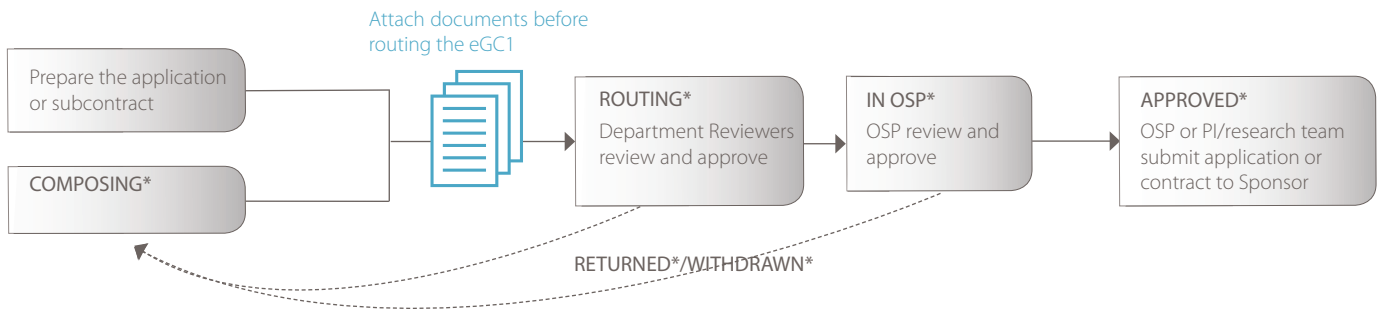 Attach documents before
routing the eGC1
Prepare the application
or subcontract
COMPOSING*
ROUTING*
Department Reviewers
review and approve
IN OSP*
OSP review and
approve
APPROVED*
OSP or PI/research team
submit application or
contract to Sponsor
RETURNED*/WITHDRAWN*